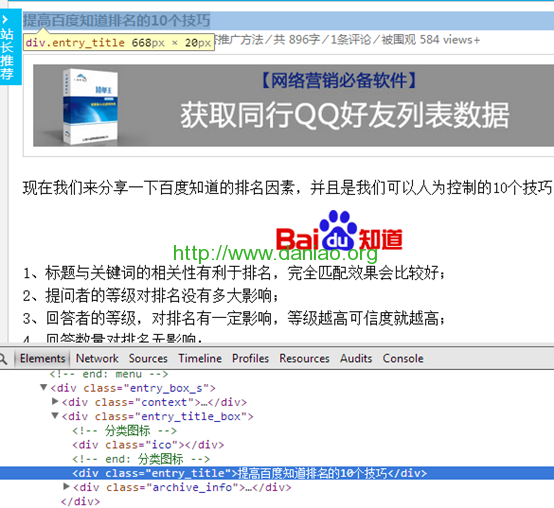 提高百度知道排名的10个技巧
div.entry_title 668px × 20px
推广方法 / 共 896字 / 1条评论 / 被围观 584 views+
站长推荐
【网络营销必备软件】
获取同行QQ好友列表数据
现在我们来分享一下百度知道的排名因素，并且是我们可以人为控制的10个技巧
Bai du 知道
http://www.daniao.org
1、标题与关键词的相关性有利于排名，完全匹配效果会比较好；
2、提问者的等级对排名没有多大影响；
3、回答者的等级，对排名有一定影响，等级越高可信度就越高；
4、回答数量对排名无影响；
Elements Network Sources Timeline Profiles Resources Audits Console
<!-- end: menu -->
▼<div class="entry_box_s">
▶<div class="context">…</div>
▼<div class="entry_title_box">
<!-- 分类图标 -->
<div class="ico"></div>
<!-- end: 分类图标 -->
<div class="entry_title">提高百度知道排名的10个技巧</div>
▶<div class="archive_info">…</div>
</div>